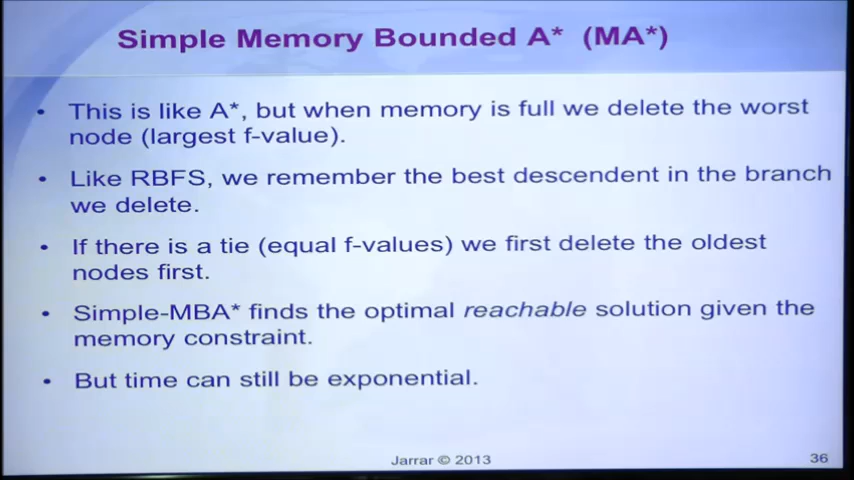 Simple Memory Bounded A* (MA*)
• This is like A*, but when memory is full we delete the worst
node (largest f-value).
• Like RBFS, we remember the best descendent in the branch
we delete.
• If there is a tie (equal f-values) we first delete the oldest
nodes first.
• Simple-MBA* finds the optimal reachable solution given the
memory constraint.
• But time can still be exponential.
Jarrar © 2013
36